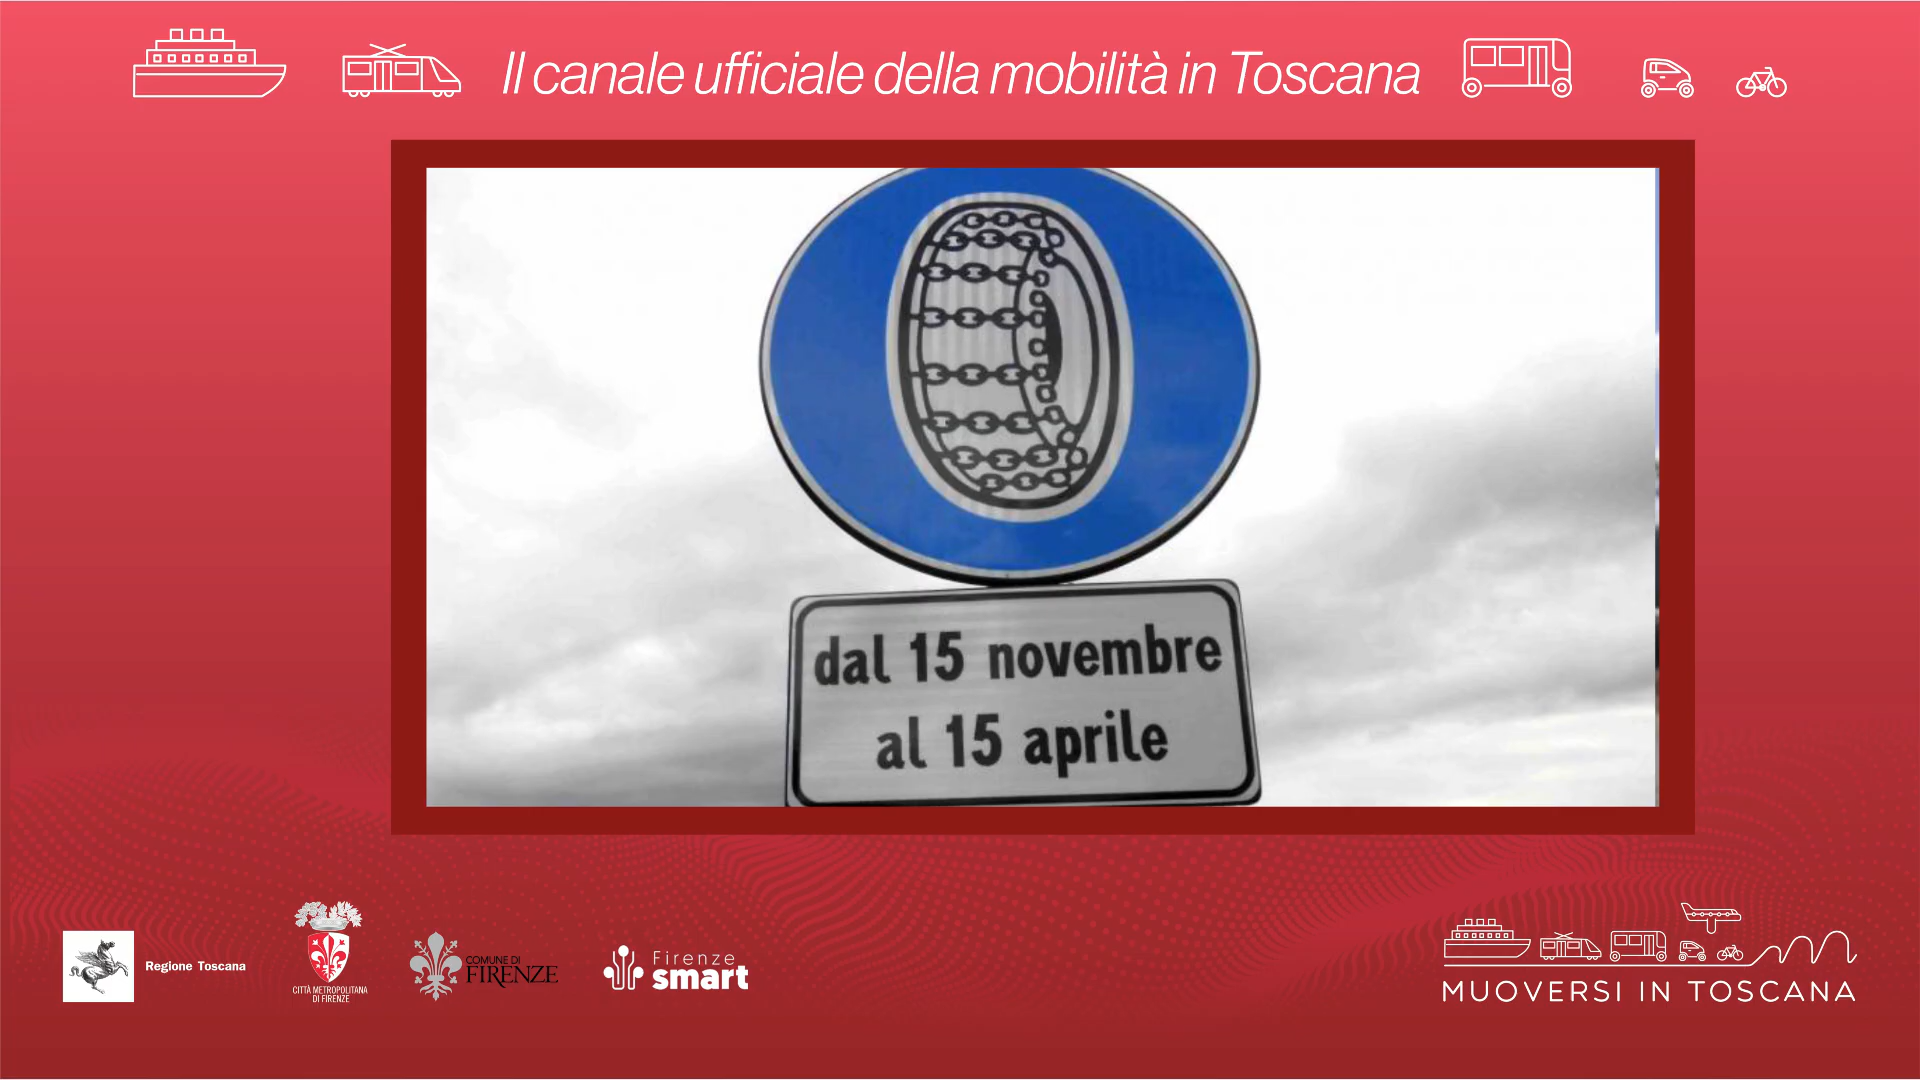 Il canale ufficiale della mobilità in Toscana
dal 15 novembre
al 15 aprile
Regione Toscana
CITTÀ METROPOLITANA
DI FIRENZE
COMUNE DI
FIRENZE
Firenze
smart
MUOVERSI IN TOSCANA